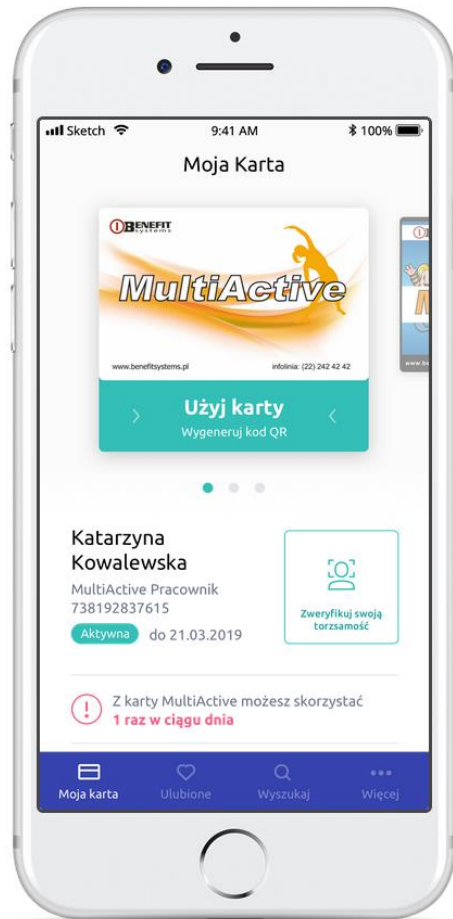 Sketch 9:41 AM 100%
Moja Karta
BENEFIT
Systems
MultiActive
www.benefitsystems.pl infolinia: (22) 242 42 42
Użyj karty
Wygeneruj kod QR
Katarzyna
Kowalewska
MultiActive Pracownik
738192837615
Aktywna do 21.03.2019
Zweryfikuj swoją
torzsamość
Z karty MultiActive możesz skorzystać
1 raz w ciągu dnia
Moja karta Ulubione Wyszukaj Więcej